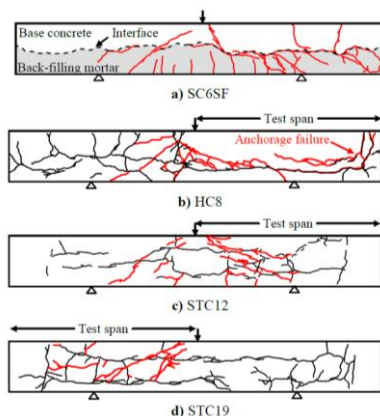 Base concrete
Interface
Back-filling mortar
a) SC6SF
Test span
Anchorage failure
b) HC8
Test span
c) STC12
Test span
d) STC19